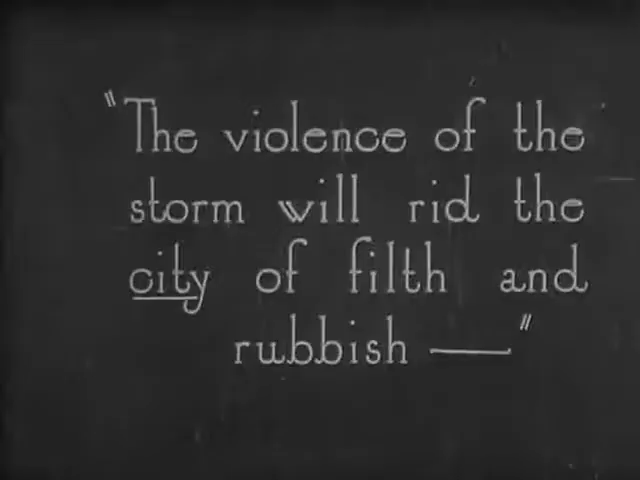 "The violence of the
storm will rid the
city of filth and
rubbish —"